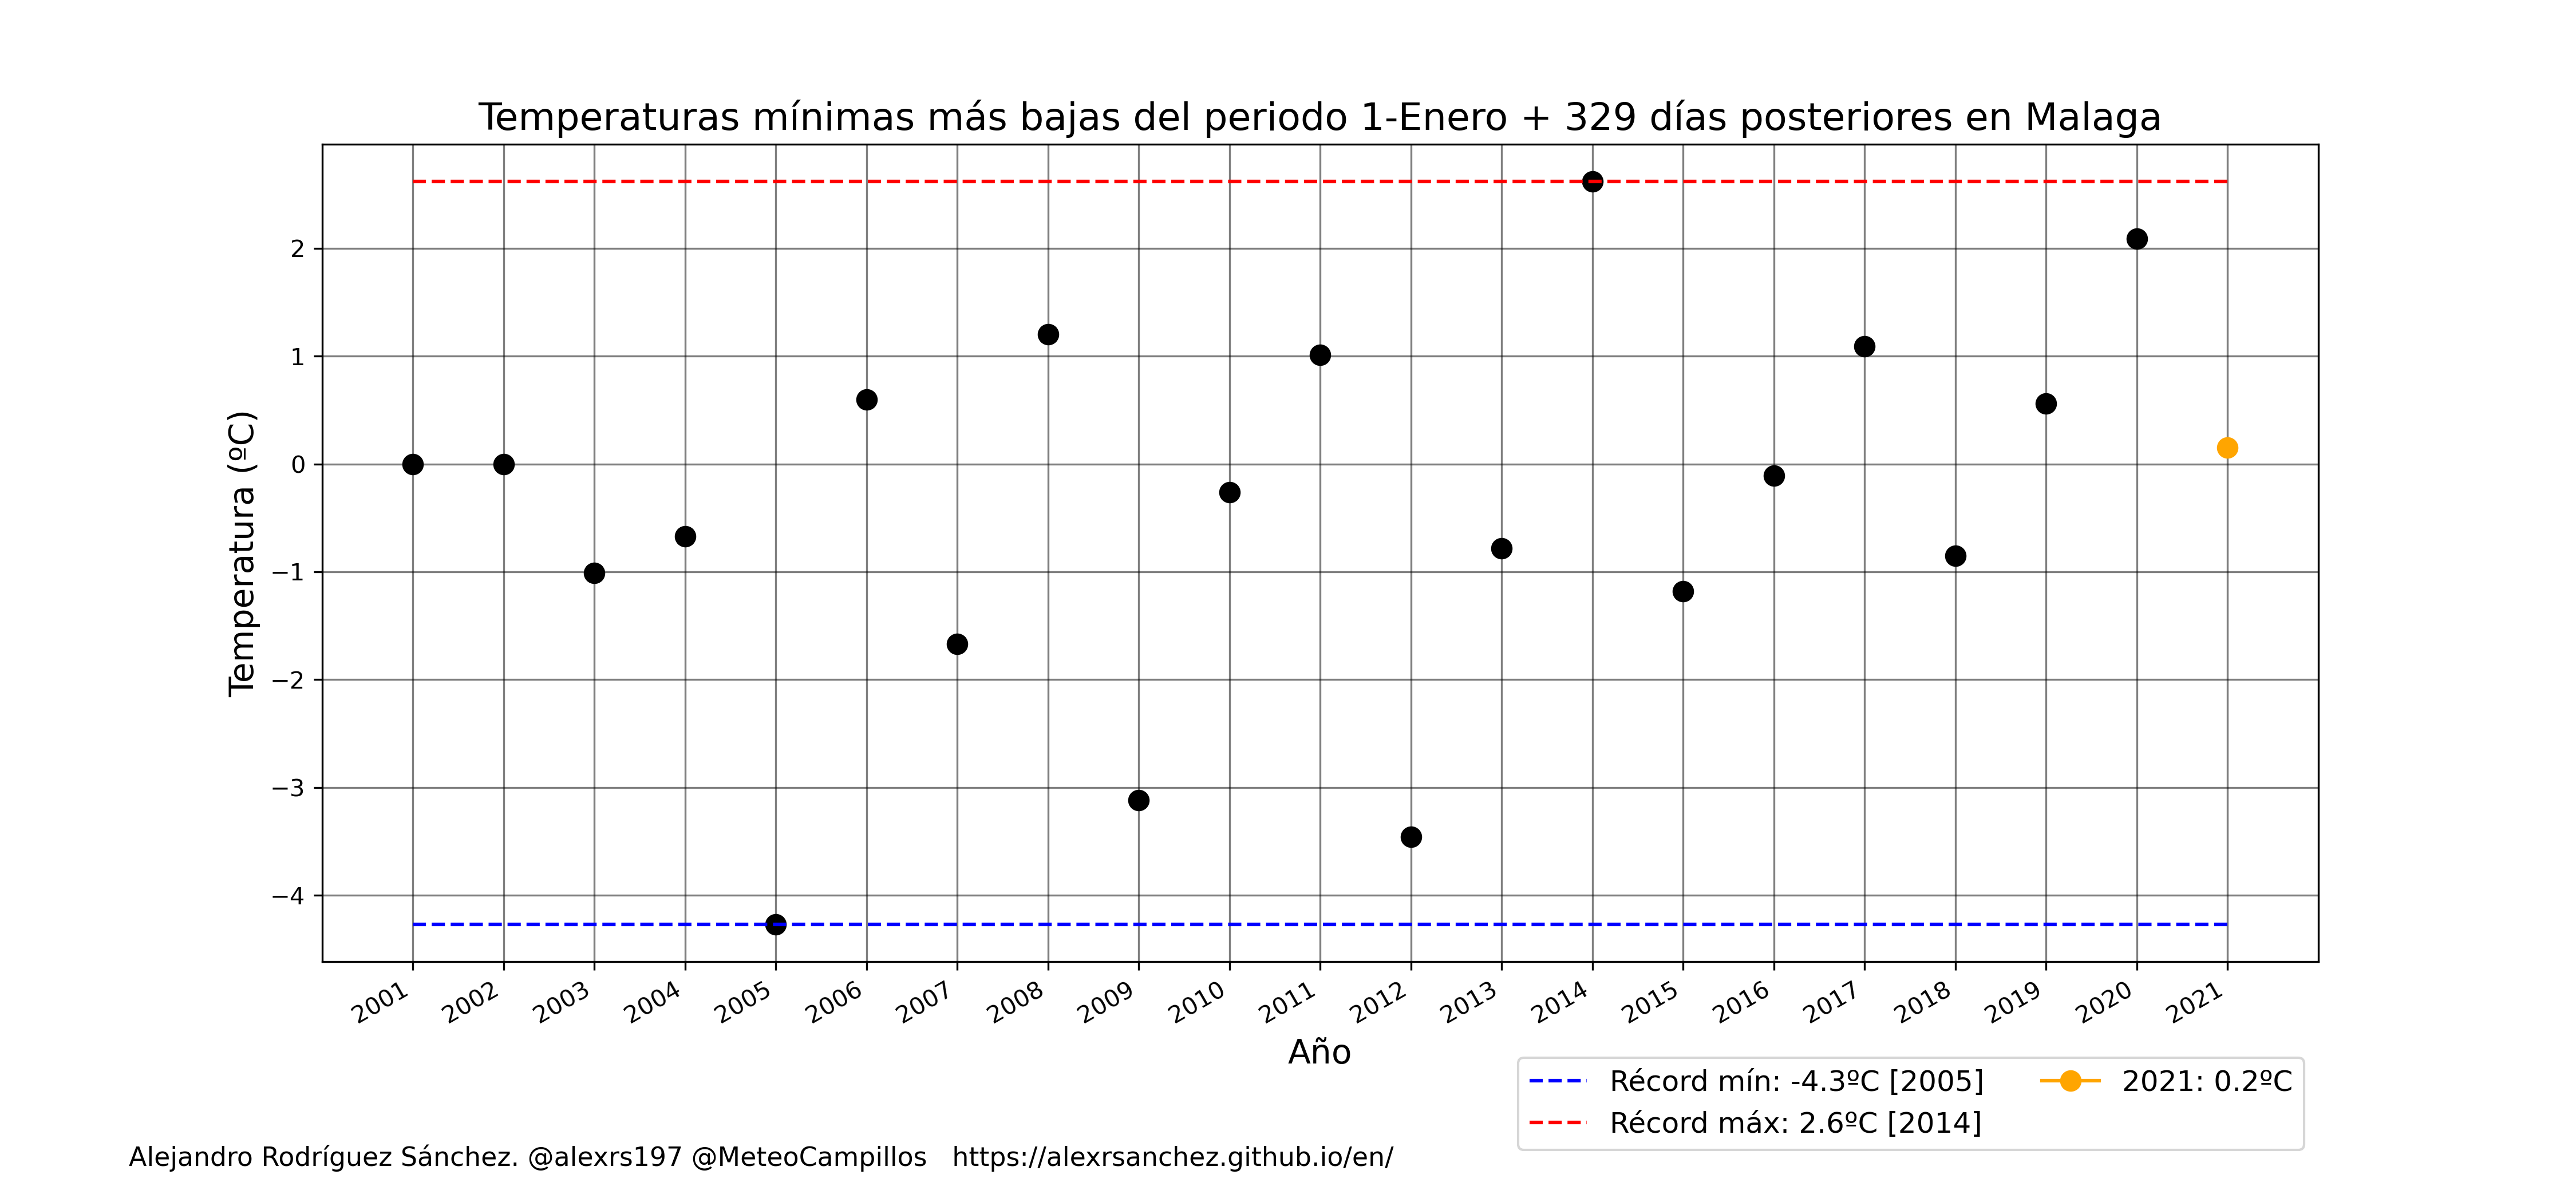 Temperaturas mínimas más bajas del periodo 1-Enero + 329 días posteriores en Malaga
Temperatura (ºC)
2
1
0
−1
−2
−3
−4
2001 2002 2003 2004 2005 2006 2007 2008 2009 2010 2011 2012 2013 2014 2015 2016 2017 2018 2019 2020 2021
Año
Récord mín: -4.3ºC [2005]
Récord máx: 2.6ºC [2014]
2021: 0.2ºC
Alejandro Rodríguez Sánchez. @alexrs197 @MeteoCampillos https://alexrsanchez.github.io/en/